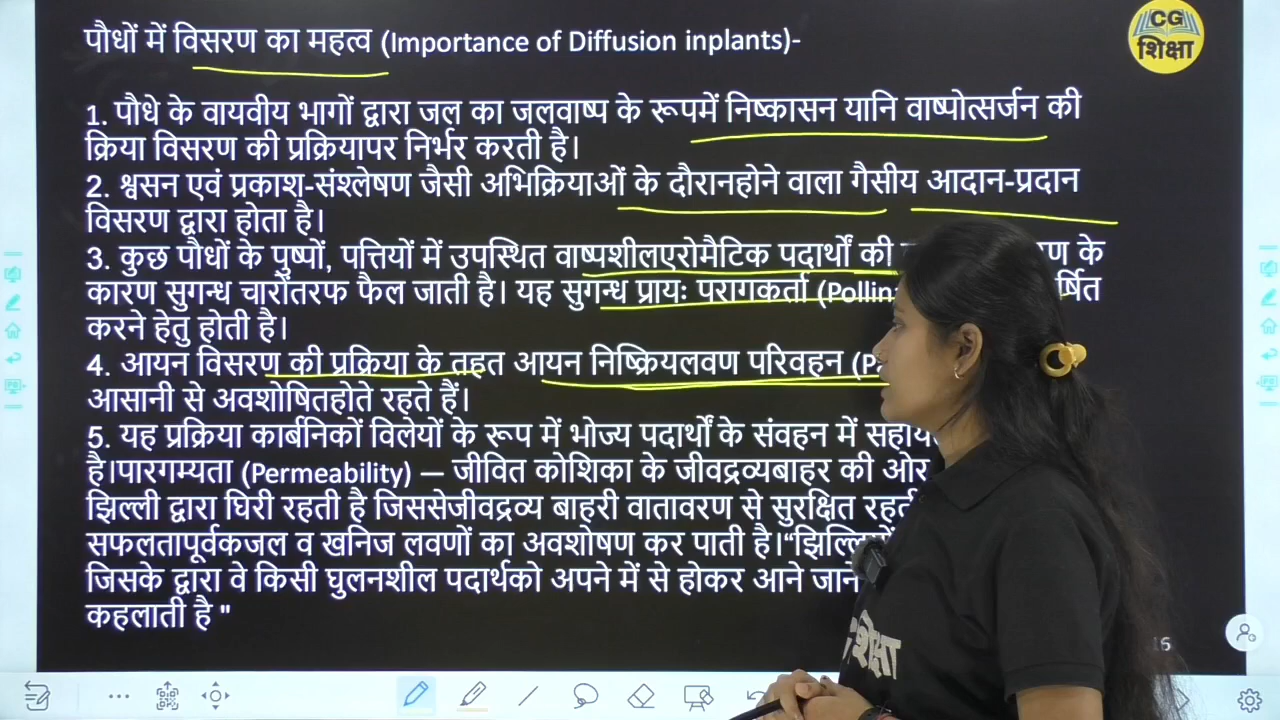 पौधों में विसरण का महत्व (Importance of Diffusion inplants)-
CG
शिक्षा
1. पौधे के वायवीय भागों द्वारा जल का जलवाष्प के रूपमें निष्कासन यानि वाष्पोत्सर्जन की
क्रिया विसरण की प्रक्रियापर निर्भर करती है।
2. श्वसन एवं प्रकाश-संश्लेषण जैसी अभिक्रियाओं के दौरानहोने वाला गैसीय आदान-प्रदान
विसरण द्वारा होता है।
3. कुछ पौधों के पुष्पों, पत्तियों में उपस्थित वाष्पशीलएरोमैटिक पदार्थों की के
कारण सुगन्ध चारोंतरफ फैल जाती है। यह सुगन्ध प्रायः परागकर्ता
करने हेतु होती है।
4. आयन विसरण की प्रक्रिया के तहत आयन निष्क्रियलवण परिवहन
आसानी से अवशोषितहोते रहते हैं।
5. यह प्रक्रिया कार्बनिकों विलेयों के रूप में भोज्य पदार्थों के संवहन में
है।पारगम्यता (Permeability) — जीवित कोशिका के जीवद्रव्यबाहर की ओर
झिल्ली द्वारा घिरी रहती है जिससेजीवद्रव्य बाहरी वातावरण से सुरक्षित
सफलतापूर्वकजल व खनिज लवणों का अवशोषण कर पाती है।
जिसके द्वारा वे किसी घुलनशील पदार्थको अपने में से होकर आने जाने
कहलाती है "
शिक्षा